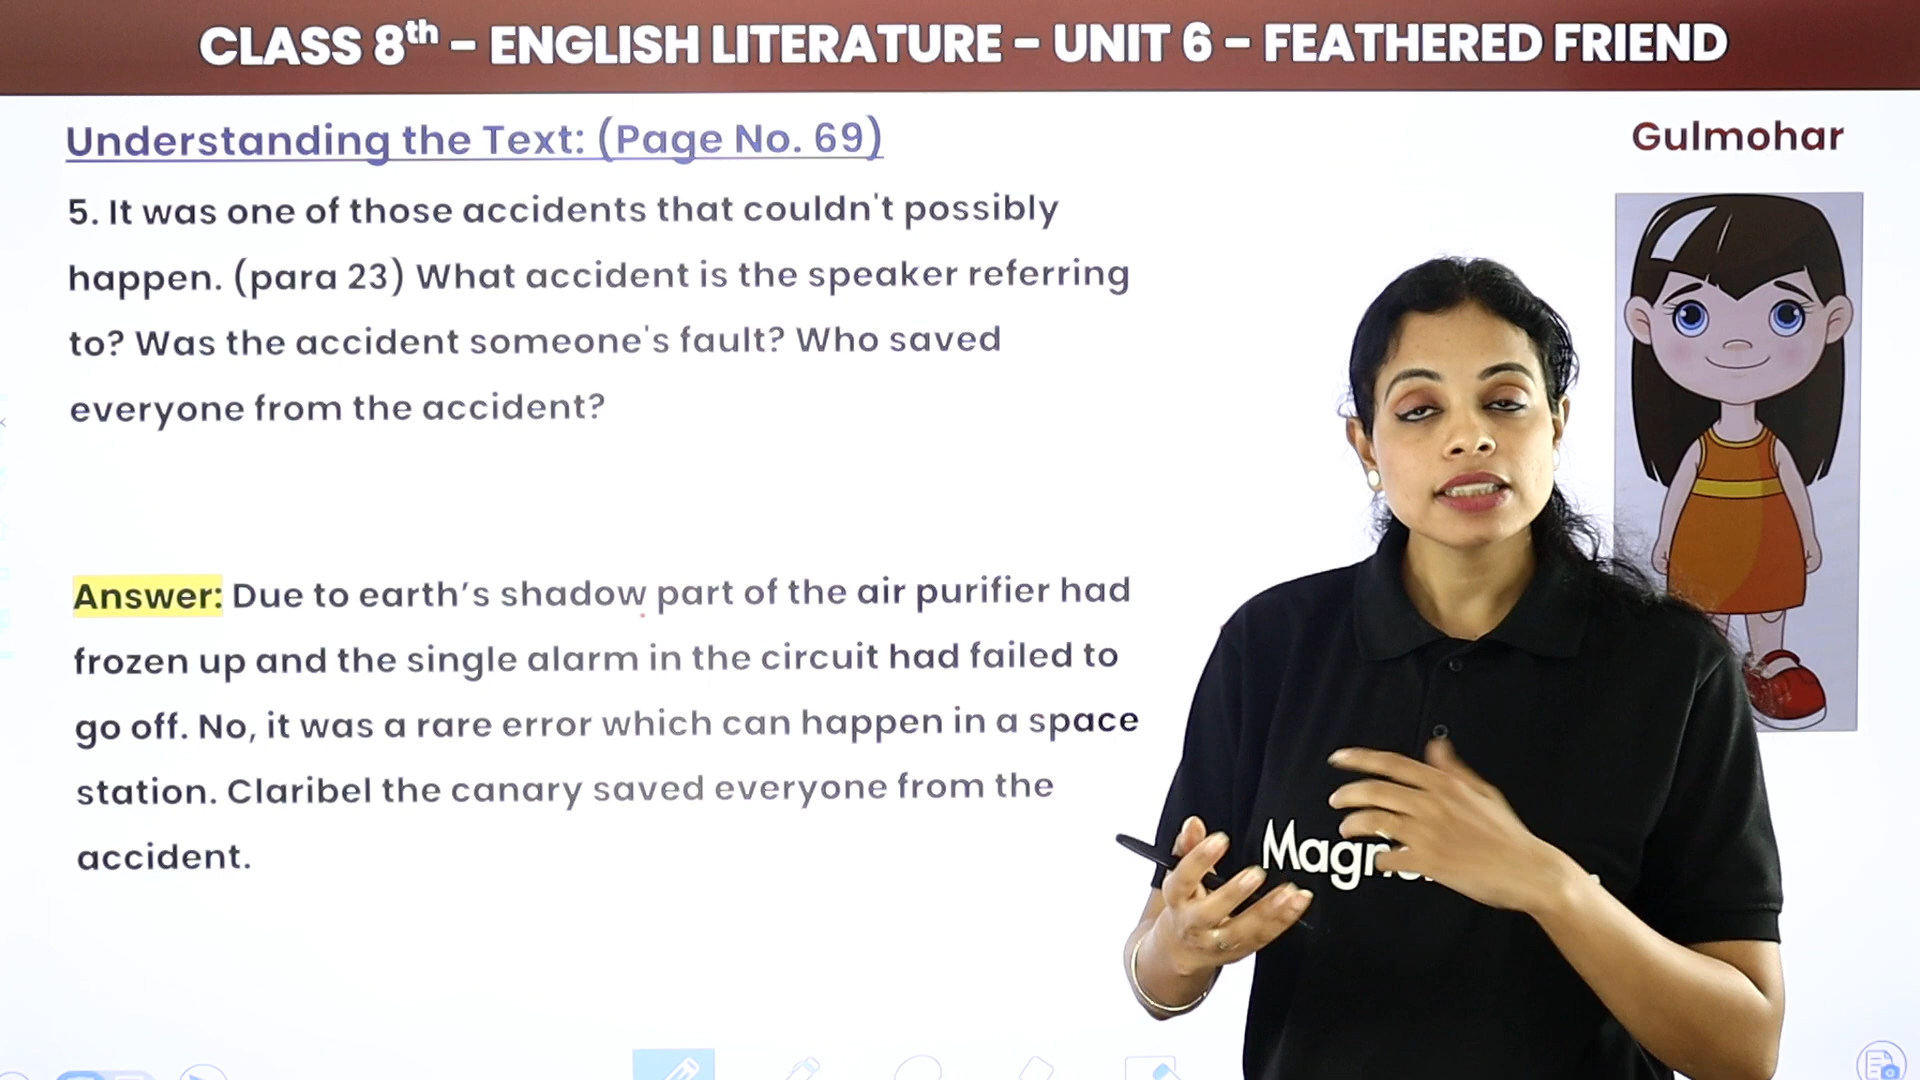 CLASS 8th – ENGLISH LITERATURE – UNIT 6 – FEATHERED FRIEND
Understanding the Text: (Page No. 69)
Gulmohar
5. It was one of those accidents that couldn't possibly
happen. (para 23) What accident is the speaker referring
to? Was the accident someone's fault? Who saved
everyone from the accident?
Answer: Due to earth’s shadow part of the air purifier had
frozen up and the single alarm in the circuit had failed to
go off. No, it was a rare error which can happen in a space
station. Claribel the canary saved everyone from the
accident.